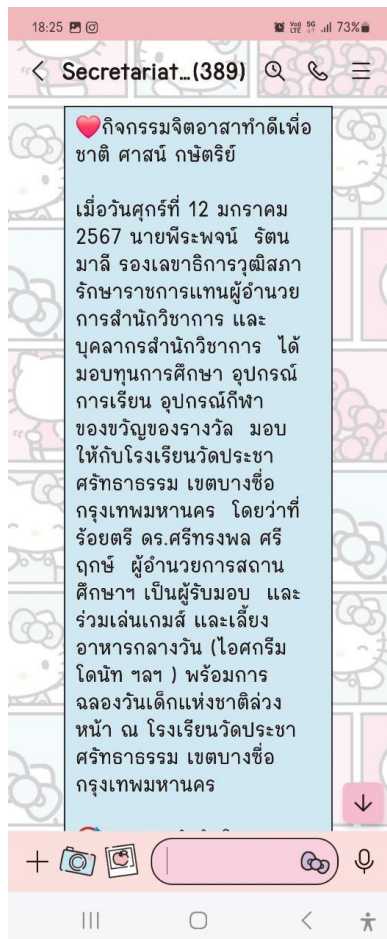 18:25
VoD LTE 5G 73%
Secretariat...(389)
❤️กิจกรรมจิตอาสาทำดีเพื่อ
ชาติ ศาสน์ กษัตริย์
เมื่อวันศุกร์ที่ 12 มกราคม
2567 นายพีระพจน์ รัตน
มาลี รองเลขาธิการวุฒิสภา
รักษาราชการแทนผู้อำนวย
การสำนักวิชาการ และ
บุคลากรสำนักวิชาการ ได้
มอบทุนการศึกษา อุปกรณ์
การเรียน อุปกรณ์กีฬา
ของขวัญของรางวัล มอบ
ให้กับโรงเรียนวัดประชา
ศรัทธาธรรม เขตบางซื่อ
กรุงเทพมหานคร โดยว่าที่
ร้อยตรี ดร.ศรีทรงพล ศรี
ฤกษ์ ผู้อำนวยการสถาน
ศึกษาฯ เป็นผู้รับมอบ และ
ร่วมเล่นเกมส์ และเลี้ยง
อาหารกลางวัน (ไอศกรีม
โดนัท ฯลฯ ) พร้อมการ
ฉลองวันเด็กแห่งชาติล่วง
หน้า ณ โรงเรียนวัดประชา
ศรัทธาธรรม เขตบางซื่อ
กรุงเทพมหานคร